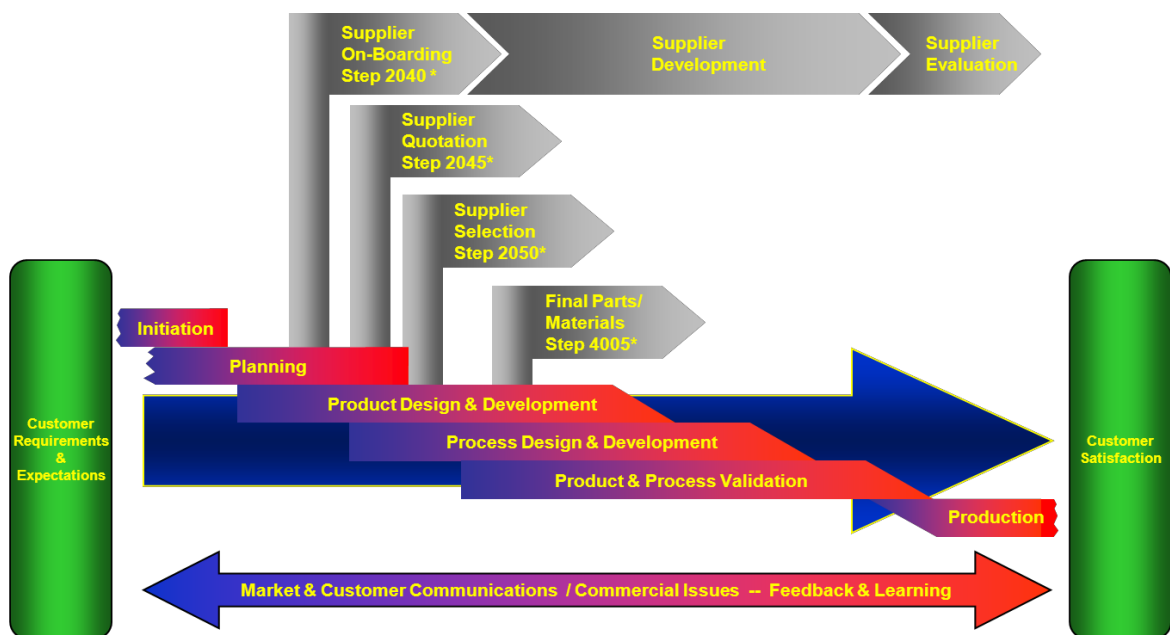 Supplier
On-Boarding
Step 2040 *
Supplier
Development
Supplier
Evaluation
Supplier
Quotation
Step 2045*
Supplier
Selection
Step 2050*
Final Parts/
Materials
Step 4005*
Initiation
Planning
Product Design & Development
Process Design & Development
Product & Process Validation
Production
Customer
Requirements
&
Expectations
Customer
Satisfaction
Market & Customer Communications / Commercial Issues -- Feedback & Learning